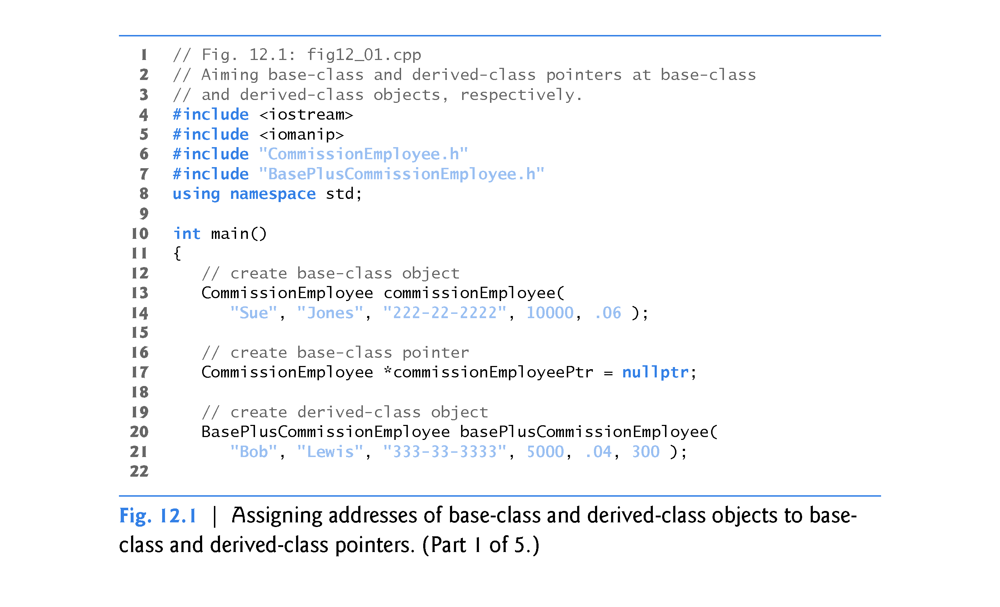 1 // Fig. 12.1: fig12_01.cpp
2 // Aiming base-class and derived-class pointers at base-class
3 // and derived-class objects, respectively.
4 #include <iostream>
5 #include <iomanip>
6 #include "CommissionEmployee.h"
7 #include "BasePlusCommissionEmployee.h"
8 using namespace std;
9
10 int main()
11 {
12    // create base-class object
13    CommissionEmployee commissionEmployee(
14       "Sue", "Jones", "222-22-2222", 10000, .06 );
15
16    // create base-class pointer
17    CommissionEmployee *commissionEmployeePtr = nullptr;
18
19    // create derived-class object
20    BasePlusCommissionEmployee basePlusCommissionEmployee(
21       "Bob", "Lewis", "333-33-3333", 5000, .04, 300 );
22
Fig. 12.1 | Assigning addresses of base-class and derived-class objects to base-
class and derived-class pointers. (Part 1 of 5.)